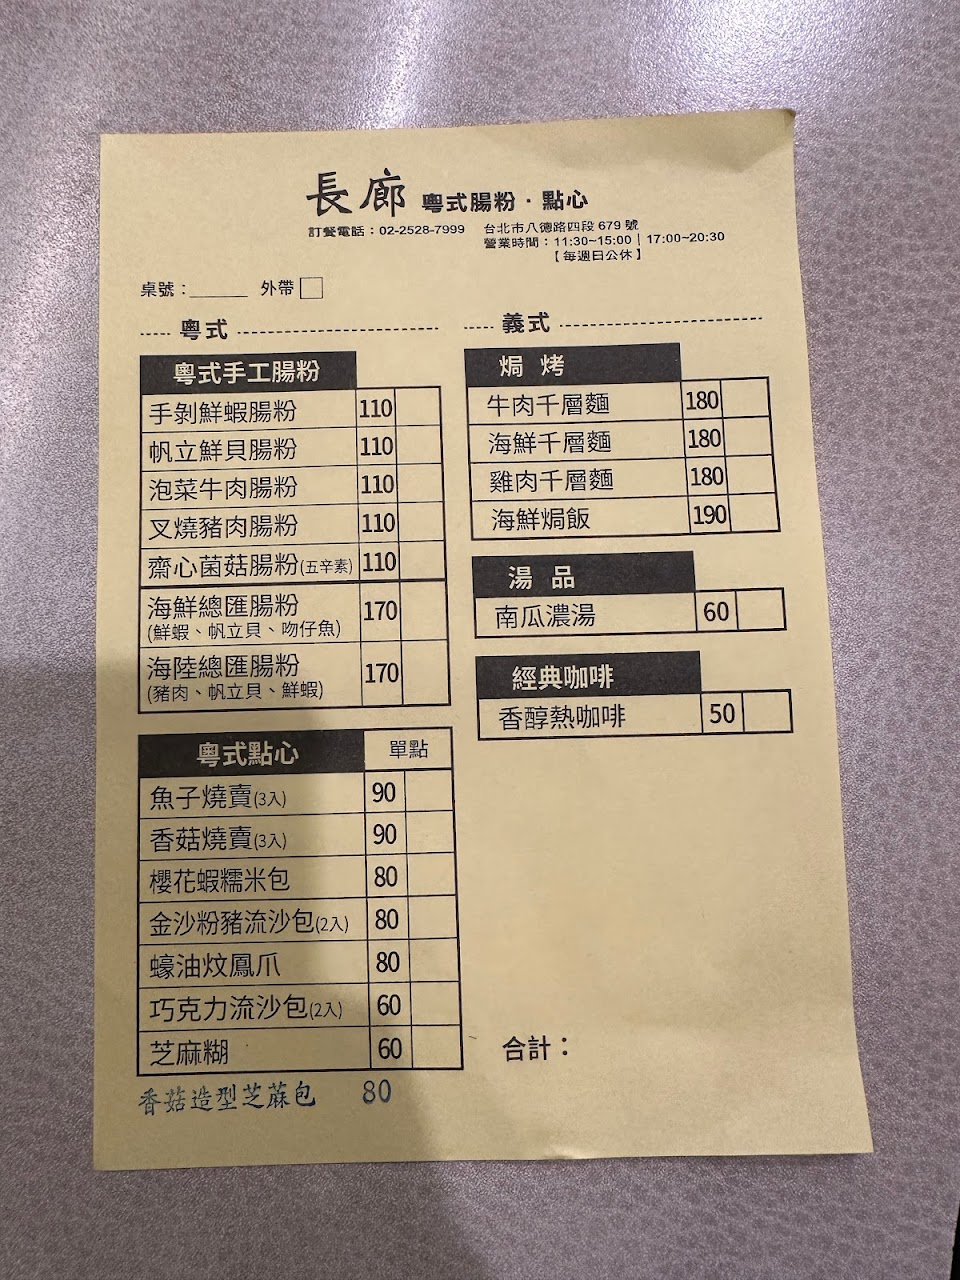 長廊 粵式腸粉・點心
訂餐電話：02-2528-7999
台北市八德路四段 679 號
營業時間：11:30~15:00｜17:00~20:30
【每週日公休】
桌號：______ 外帶□
----- 粵式 -----
粵式手工腸粉
手剝鮮蝦腸粉 110
帆立鮮貝腸粉 110
泡菜牛肉腸粉 110
叉燒豬肉腸粉 110
齋心菌菇腸粉(五辛素) 110
海鮮總匯腸粉 170
(鮮蝦、帆立貝、吻仔魚)
海陸總匯腸粉 170
(豬肉、帆立貝、鮮蝦)
粵式點心 單點
魚子燒賣(3入) 90
香菇燒賣(3入) 90
櫻花蝦糯米包 80
金沙粉豬流沙包(2入) 80
蠔油炆鳳爪 80
巧克力流沙包(2入) 60
芝麻糊 60
香菇造型芝蔴包 80
----- 義式 -----
焗 烤
牛肉千層麵 180
海鮮千層麵 180
雞肉千層麵 180
海鮮焗飯 190
湯 品
南瓜濃湯 60
經典咖啡
香醇熱咖啡 50
合計：